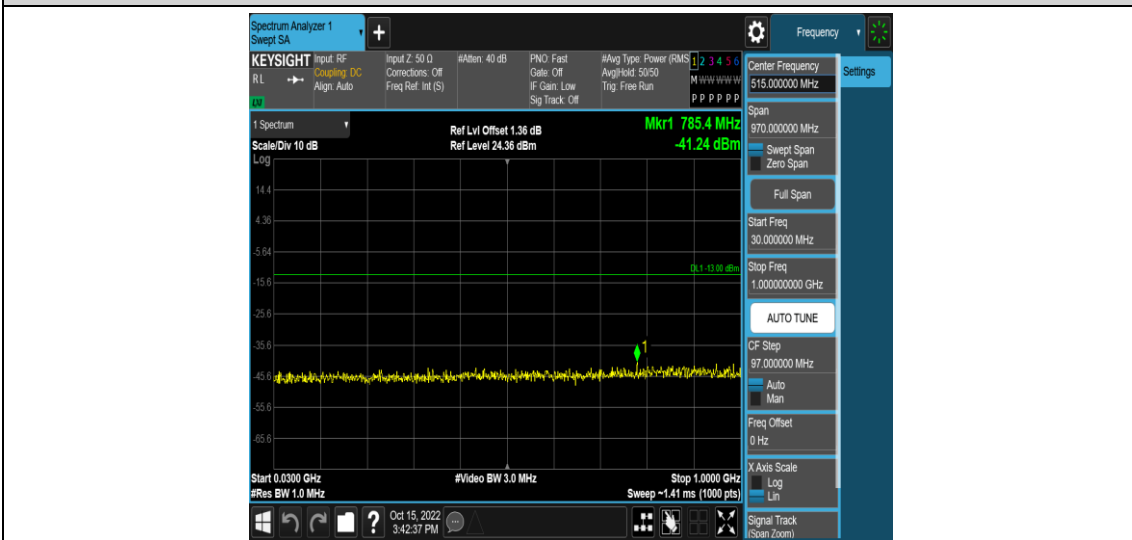 Spectrum Analyzer 1
Swept SA
+
Frequency
KEYSIGHT
RL
LW
Input: RF
Coupling: DC
Align: Auto
Input Z: 50 Ω
Corrections: Off
Freq Ref: Int (S)
#Atten: 40 dB
PNO: Fast
Gate: Off
IF Gain: Low
Sig Track: Off
#Avg Type: Power (RMS
Avg|Hold: 50/50
Trig: Free Run
1 2 3 4 5 6
M W W W W W
P P P P P P
1 Spectrum
Scale/Div 10 dB
Log
Ref Lvl Offset 1.36 dB
Ref Level 24.36 dBm
Mkr1 785.4 MHz
-41.24 dBm
14.4
4.36
-5.64
DL1 -13.00 dBm
-15.6
-25.6
-35.6
1
-45.6
-55.6
-65.6
Start 0.0300 GHz
#Res BW 1.0 MHz
#Video BW 3.0 MHz
Stop 1.0000 GHz
Sweep ~1.41 ms (1000 pts)
?
Oct 15, 2022
3:42:37 PM
Center Frequency
515.000000 MHz
Settings
Span
970.000000 MHz
Swept Span
Zero Span
Full Span
Start Freq
30.000000 MHz
Stop Freq
1.000000000 GHz
AUTO TUNE
CF Step
97.000000 MHz
Auto
Man
Freq Offset
0 Hz
X Axis Scale
Log
Lin
Signal Track
(Span Zoom)